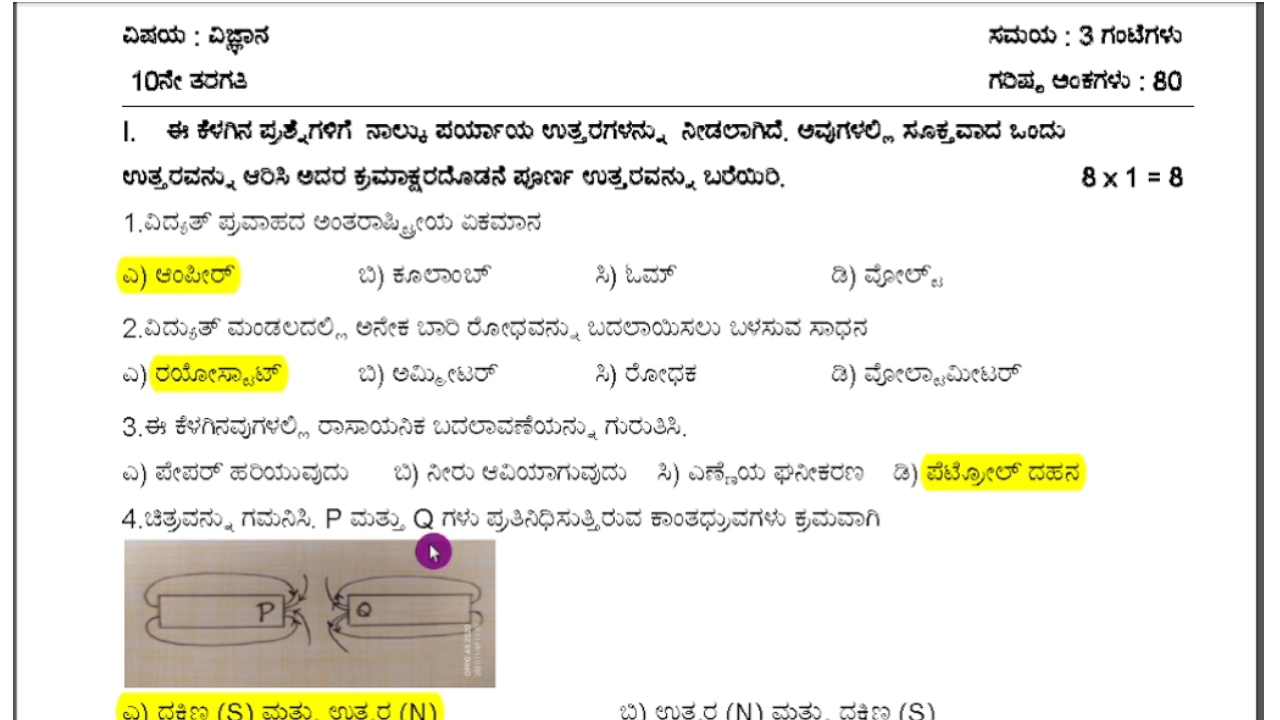 ವಿಷಯ : ವಿಜ್ಞಾನ ಸಮಯ : 3 ಗಂಟೆಗಳು
10ನೇ ತರಗತಿ ಗರಿಷ್ಠ ಅಂಕಗಳು : 80
I. ಈ ಕೆಳಗಿನ ಪ್ರಶ್ನೆಗಳಿಗೆ ನಾಲ್ಕು ಪರ್ಯಾಯ ಉತ್ತರಗಳನ್ನು ನೀಡಲಾಗಿದೆ. ಅವುಗಳಲ್ಲಿ ಸೂಕ್ತವಾದ ಒಂದು
ಉತ್ತರವನ್ನು ಆರಿಸಿ ಅದರ ಕ್ರಮಾಕ್ಷರದೊಡನೆ ಪೂರ್ಣ ಉತ್ತರವನ್ನು ಬರೆಯಿರಿ. 8 x 1 = 8
1.ವಿದ್ಯತ್ ಪ್ರವಾಹದ ಅಂತರಾಷ್ಟ್ರೀಯ ಏಕಮಾನ
ಎ) ಆಂಪೀರ್ ಬಿ) ಕೂಲಾಂಬ್ ಸಿ) ಓಮ್ ಡಿ) ವೋಲ್ಟ್
2.ವಿದ್ಯುತ್ ಮಂಡಲದಲ್ಲಿ ಅನೇಕ ಬಾರಿ ರೋಧವನ್ನು ಬದಲಾಯಿಸಲು ಬಳಸುವ ಸಾಧನ
ಎ) ರಯೋಸ್ಟಾಟ್ ಬಿ) ಅಮ್ಮೀಟರ್ ಸಿ) ರೋಧಕ ಡಿ) ವೋಲ್ಟಾಮೀಟರ್
3.ಈ ಕೆಳಗಿನವುಗಳಲ್ಲಿ ರಾಸಾಯನಿಕ ಬದಲಾವಣೆಯನ್ನು ಗುರುತಿಸಿ.
ಎ) ಪೇಪರ್ ಹರಿಯುವುದು ಬಿ) ನೀರು ಆವಿಯಾಗುವುದು ಸಿ) ಎಣ್ಣೆಯ ಘನೀಕರಣ ಡಿ) ಪೆಟ್ರೋಲ್ ದಹನ
4.ಚಿತ್ರವನ್ನು ಗಮನಿಸಿ. P ಮತ್ತು Q ಗಳು ಪ್ರತಿನಿಧಿಸುತ್ತಿರುವ ಕಾಂತಧ್ರುವಗಳು ಕ್ರಮವಾಗಿ
P Q
ಎ) ದಕ್ಷಿಣ (S) ಮತ್ತು ಉತ್ತರ (N) ಬಿ) ಉತ್ತರ (N) ಮತ್ತು ದಕ್ಷಿಣ (S)